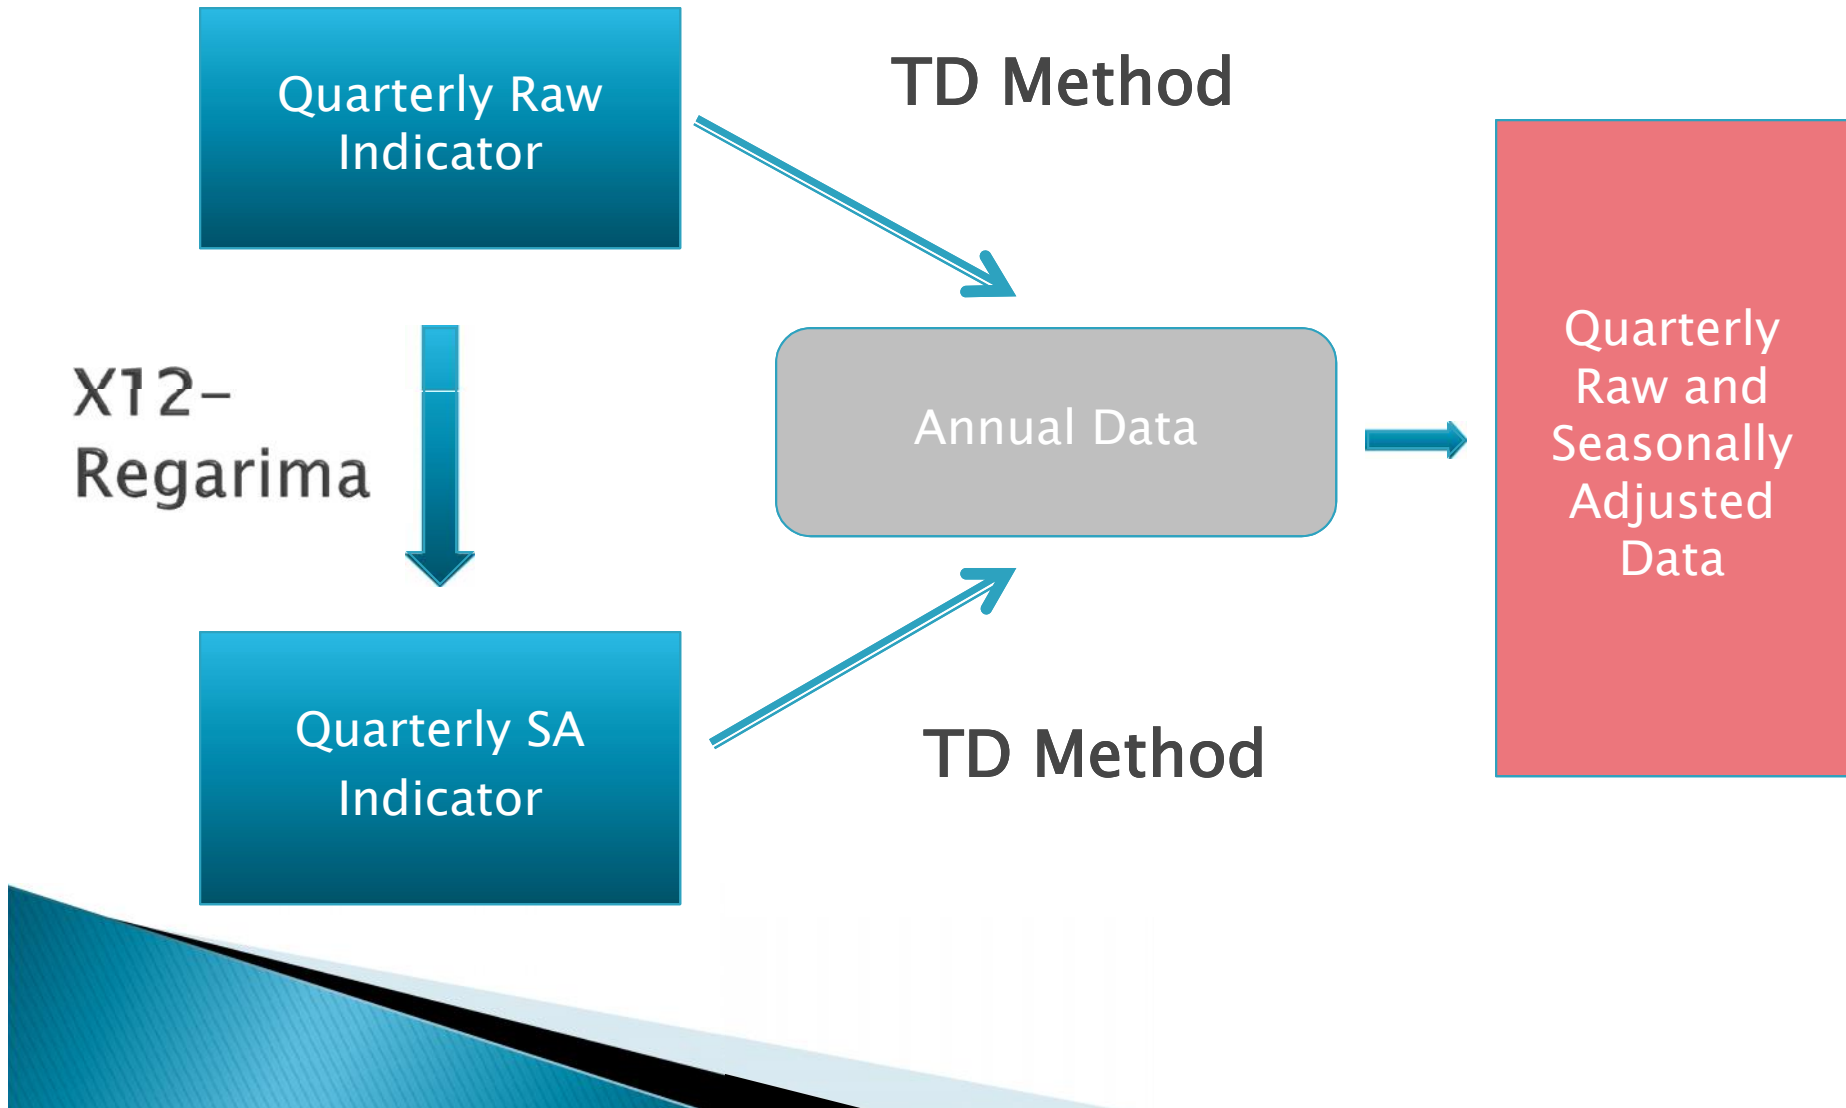 Quarterly Raw
Indicator
TD Method
X12-
Regarima
Annual Data
Quarterly
Raw and
Seasonally
Adjusted
Data
Quarterly SA
Indicator
TD Method